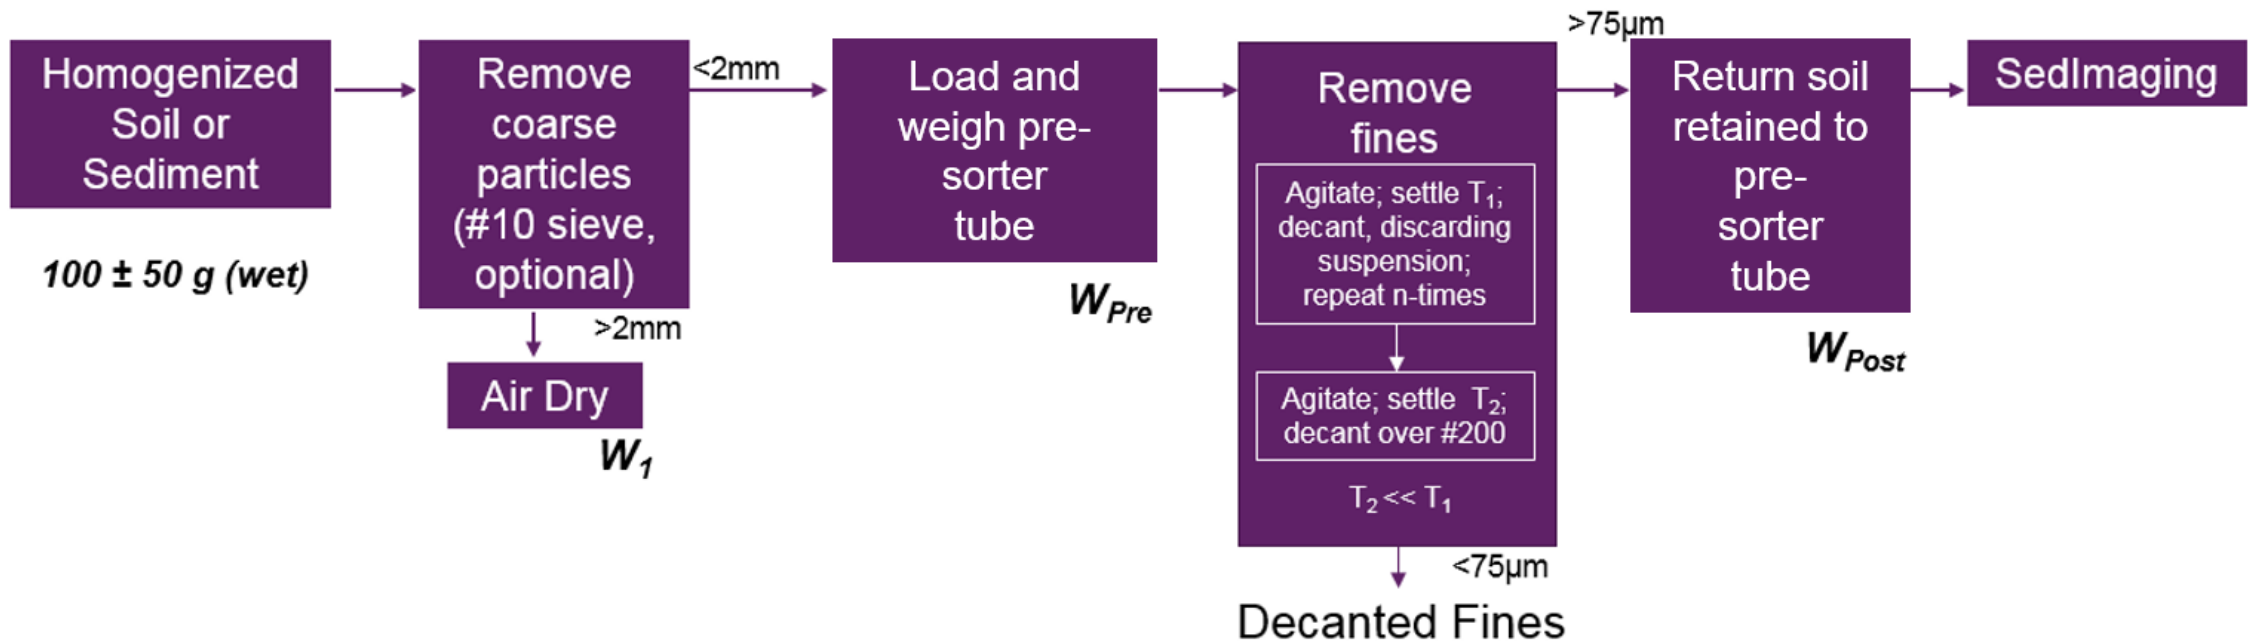 Homogenized
Soil or
Sediment
100 ± 50 g (wet)
Remove
coarse
particles
(#10 sieve,
optional)
<2mm
>2mm
Air Dry
W1
Load and
weigh pre-
sorter
tube
WPre
Remove
fines
Agitate; settle T1;
decant, discarding
suspension;
repeat n-times
Agitate; settle T2;
decant over #200
T2 << T1
>75µm
<75µm
Decanted Fines
Return soil
retained to
pre-
sorter
tube
WPost
SedImaging